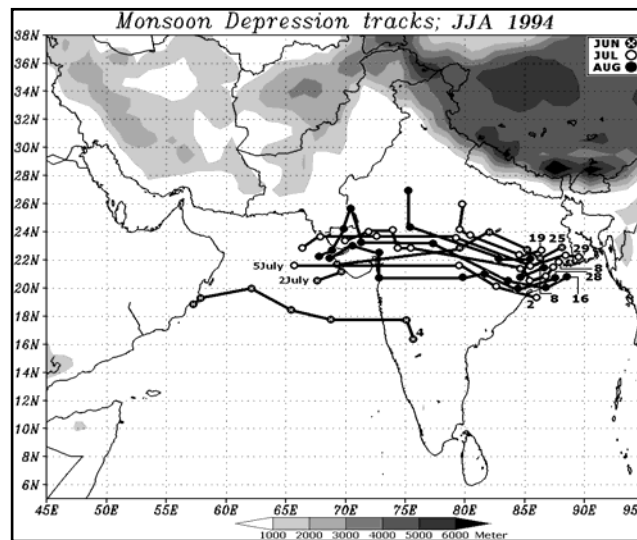 Monsoon Depression tracks; JJA 1994
38N
36N
34N
32N
30N
28N
26N
24N
22N
20N
18N
16N
14N
12N
10N
8N
6N
JUN
JUL
AUG
19 25
29
5July
2July
8
28
2 8 16
4
45E 50E 55E 60E 65E 70E 75E 80E 85E 90E 95E
1000 2000 3000 4000 5000 6000 Meter